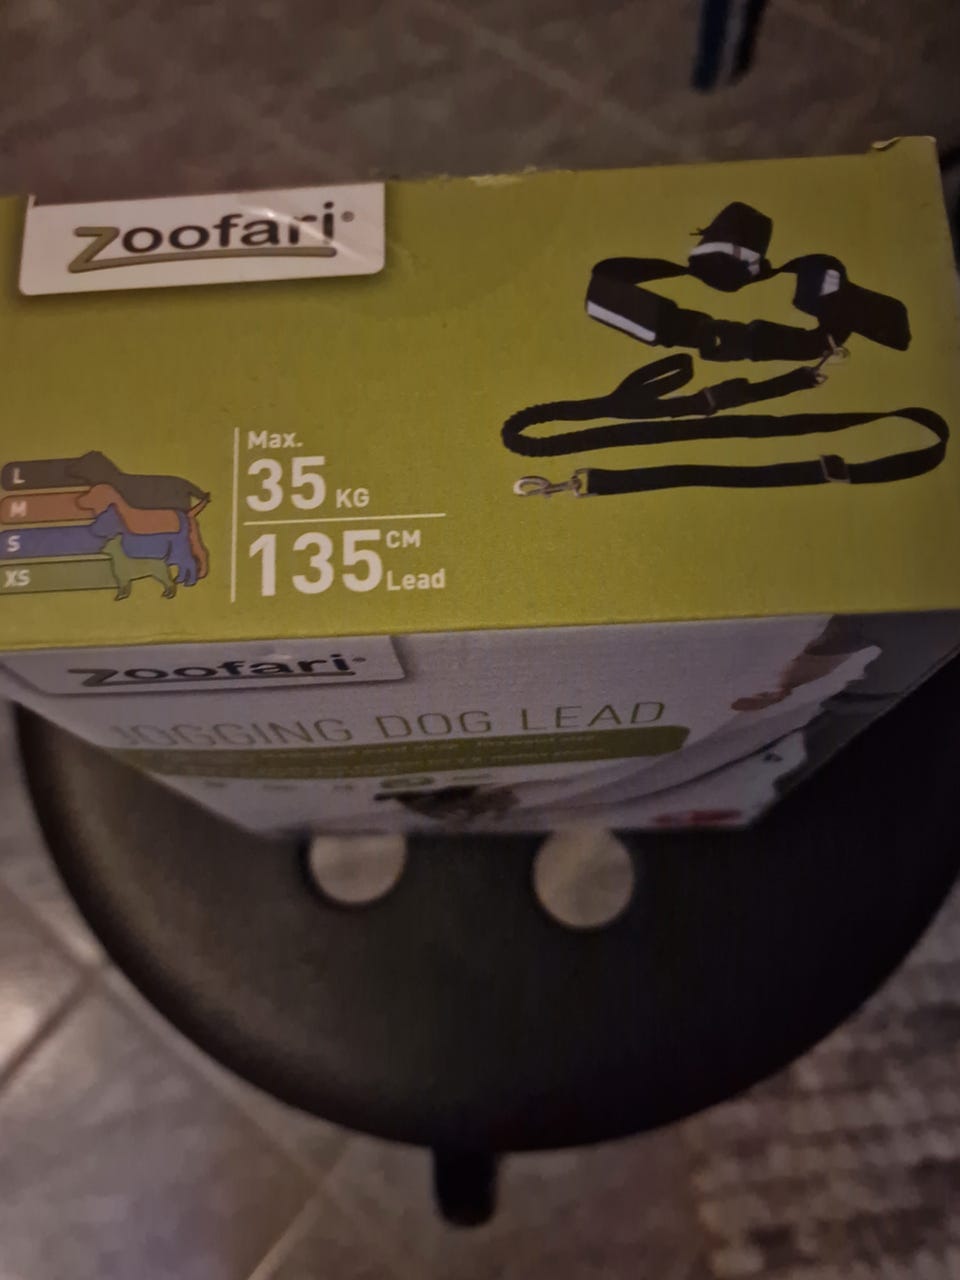 zoofari®
Max.
35 KG
135 CM
Lead
L
M
S
XS
zoofari®
JOGGING DOG LEAD